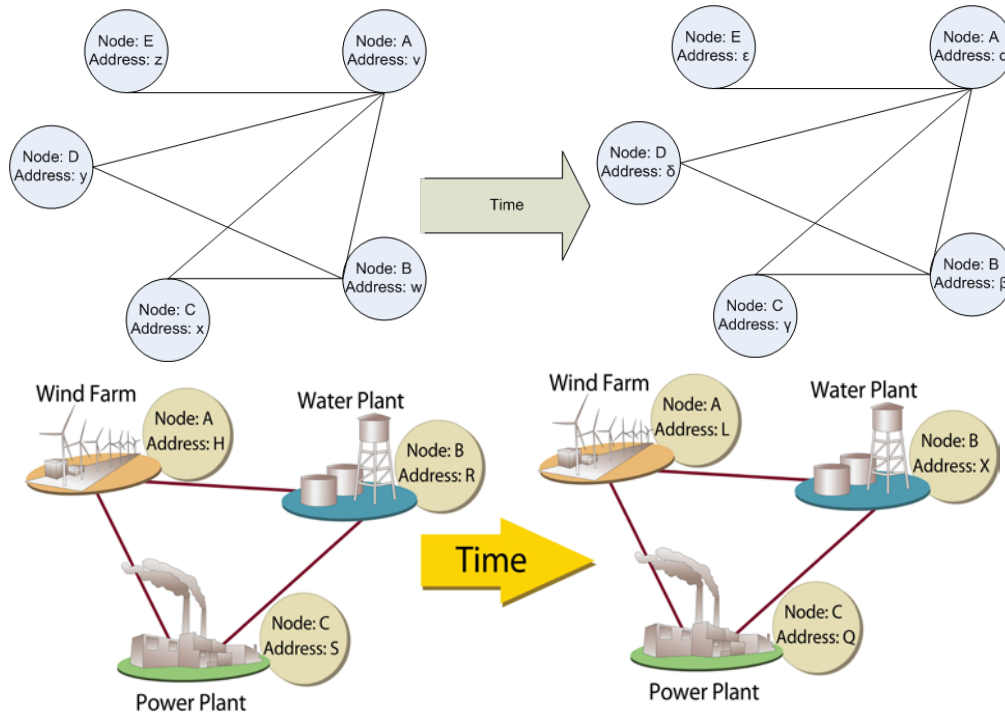 Node: E
Address: z
Node: A
Address: v
Node: D
Address: y
Node: B
Address: w
Node: C
Address: x
Time
Node: E
Address: ε
Node: A
Address: α
Node: D
Address: δ
Node: B
Address: β
Node: C
Address: γ
Wind Farm
Node: A
Address: H
Water Plant
Node: B
Address: R
Node: C
Address: S
Power Plant
Time
Wind Farm
Node: A
Address: L
Water Plant
Node: B
Address: X
Node: C
Address: Q
Power Plant